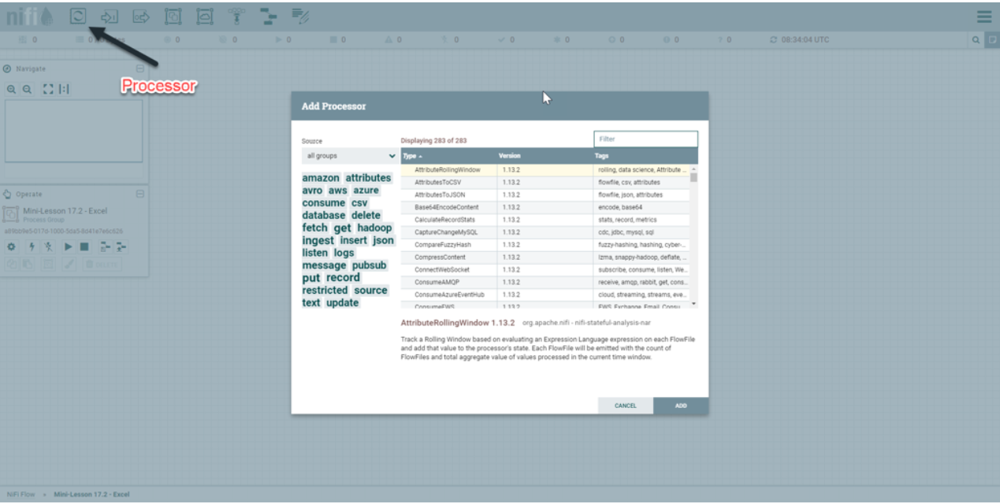 nifi
0 0 0 0 0 0 0 0 0 0 0 0 0 08:34:04 UTC
Navigate
Processor
Add Processor
Source
Displaying 283 of 283
Filter
all groups
Type Version Tags
amazon attributes
avro aws azure
consume csv
database delete
fetch get hadoop
ingest insert json
listen logs
message pubsub
put record
restricted source
text update
AttributeRollingWindow 1.13.2 rolling, data science, Attribute ...
AttributesToCSV 1.13.2 flowfile, csv, attributes
AttributesToJSON 1.13.2 flowfile, json, attributes
Base64EncodeContent 1.13.2 encode, base64
CalculateRecordStats 1.13.2 stats, record, metrics
CaptureChangeMySQL 1.13.2 cdc, jdbc, mysql, sql
CompareFuzzyHash 1.13.2 fuzzy-hashing, hashing, cyber-...
CompressContent 1.13.2 lzma, snappy-hadoop, deflate, ...
ConnectWebSocket 1.13.2 subscribe, consume, listen, We...
ConsumeAMQP 1.13.2 receive, amqp, rabbit, get, cons...
ConsumeAzureEventHub 1.13.2 cloud, streaming, streams, eve...
ConsumeEWS 1.13.2 EWS, Exchange, Email, Consu...
Operate
Mini-Lesson 17.2 - Excel
Process Group
AttributeRollingWindow 1.13.2 org.apache.nifi - nifi-stateful-analysis-nar
Track a Rolling Window based on evaluating an Expression Language expression on each FlowFile
and add that value to the processor's state. Each FlowFile will be emitted with the count of
FlowFiles and total aggregate value of values processed in the current time window.
CANCEL
ADD
NiFi Flow » Mini-Lesson 17.2 - Excel